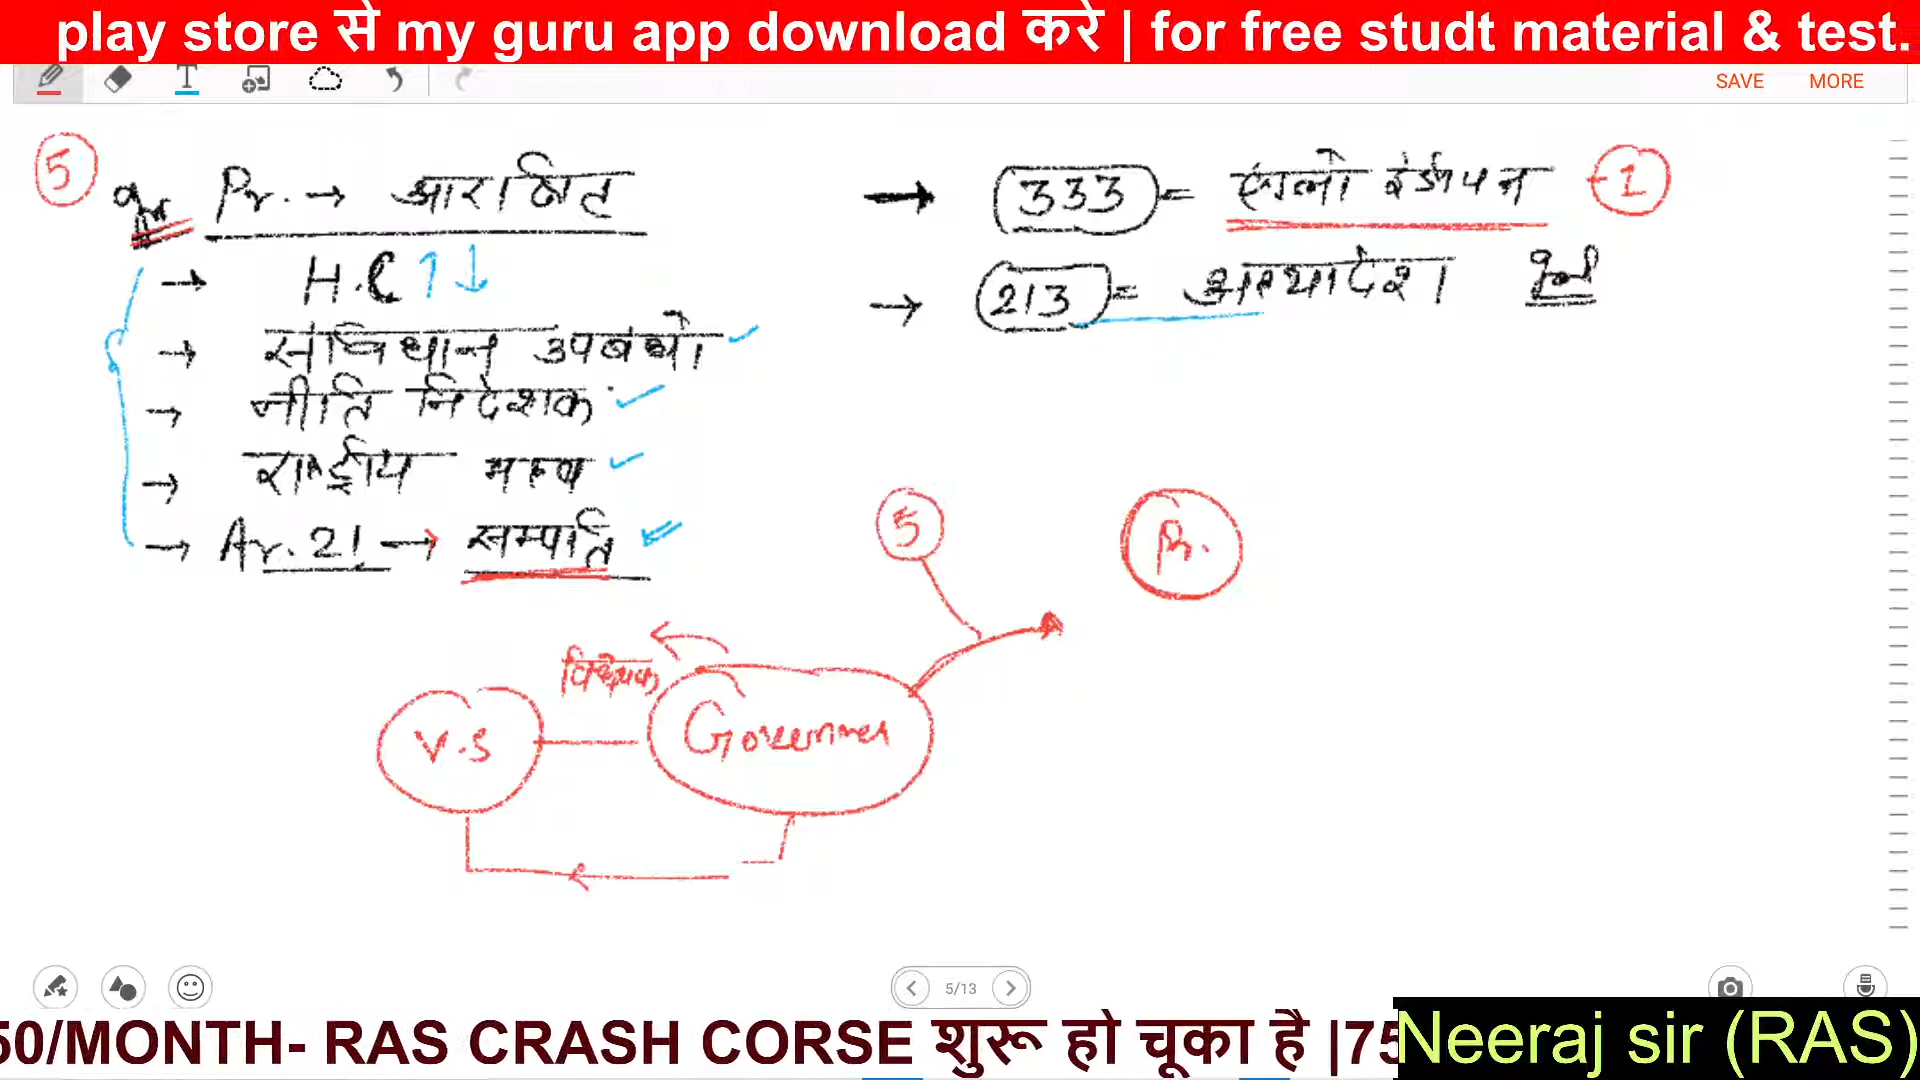 play store से my guru app download करे | for free studt material & test.
SAVE MORE
5 Pr. → आरक्षित
→ H.C ↑↓
→ संविधान उपबंधो
→ नीति निदेशक
→ राष्ट्रीय महत्व
→ Ar. 21 → सम्पति
→ 333 = एंग्लो इंडियन - 1
→ 213 = अध्यादेश
5 Pr.
विधेयक
V.S Governer
5/13
50/MONTH- RAS CRASH CORSE शुरू हो चूका है |75
Neeraj sir (RAS)